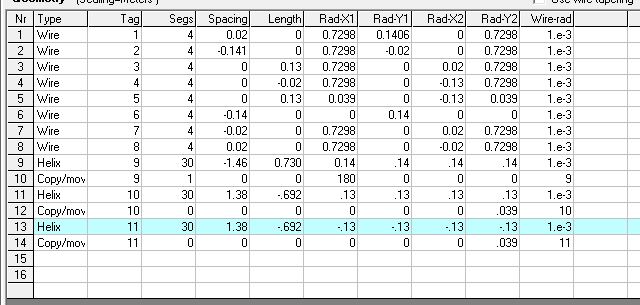 Geometry (Scaling=Meters) Use wire tapering
Nr Type Tag Segs Spacing Length Rad-X1 Rad-Y1 Rad-X2 Rad-Y2 Wire-rad
1 Wire 1 4 0.02 0 0.7298 0.1406 0 0.7298 1.e-3
2 Wire 2 4 -0.141 0 0.7298 -0.02 0 0.7298 1.e-3
3 Wire 3 4 0 0.13 0.7298 0 0.02 0.7298 1.e-3
4 Wire 4 4 0 -0.02 0.7298 0 -0.13 0.7298 1.e-3
5 Wire 5 4 0 0.13 0.039 0 -0.13 0.039 1.e-3
6 Wire 6 4 -0.14 0 0 0.14 0 0 1.e-3
7 Wire 7 4 -0.02 0 0.7298 0 0.02 0.7298 1.e-3
8 Wire 8 4 0.02 0 0.7298 0 -0.02 0.7298 1.e-3
9 Helix 9 30 -1.46 0.730 0.14 .14 .14 .14 1.e-3
10 Copy/mov 9 1 0 0 180 0 0 0 9
11 Helix 10 30 1.38 -.692 .13 .13 .13 .13 1.e-3
12 Copy/mov 10 0 0 0 0 0 0 .039 10
13 Helix 11 30 1.38 -.692 -.13 -.13 -.13 -.13 1.e-3
14 Copy/mov 11 0 0 0 0 0 0 .039 11
15
16